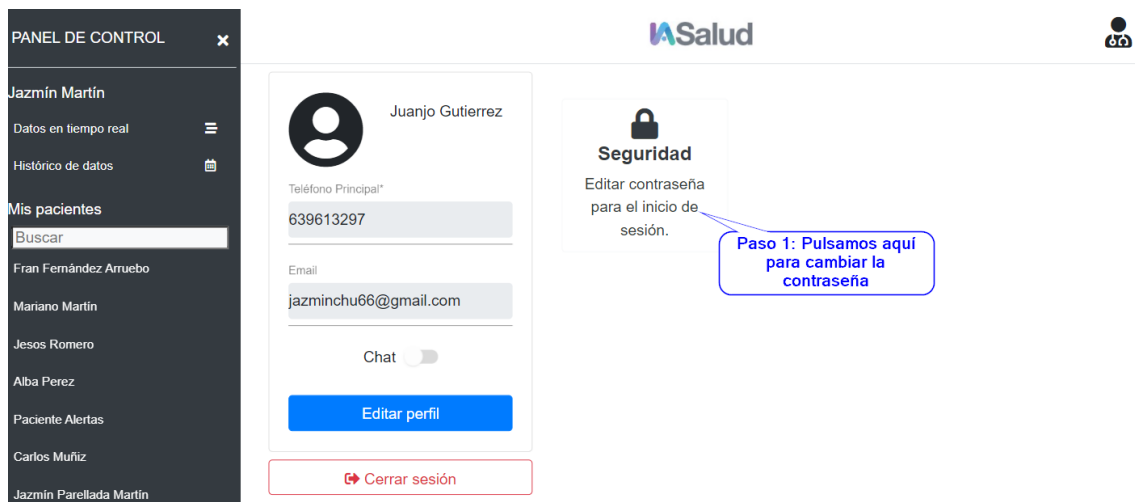 PANEL DE CONTROL
Jazmín Martín
Datos en tiempo real
Histórico de datos
Mis pacientes
Buscar
Fran Fernández Arruebo
Mariano Martín
Jesos Romero
Alba Perez
Paciente Alertas
Carlos Muñiz
Jazmín Parellada Martín
IASalud
Juanjo Gutierrez
Teléfono Principal*
639613297
Email
jazminchu66@gmail.com
Chat
Editar perfil
Cerrar sesión
Seguridad
Editar contraseña
para el inicio de
sesión.
Paso 1: Pulsamos aquí
para cambiar la
contraseña